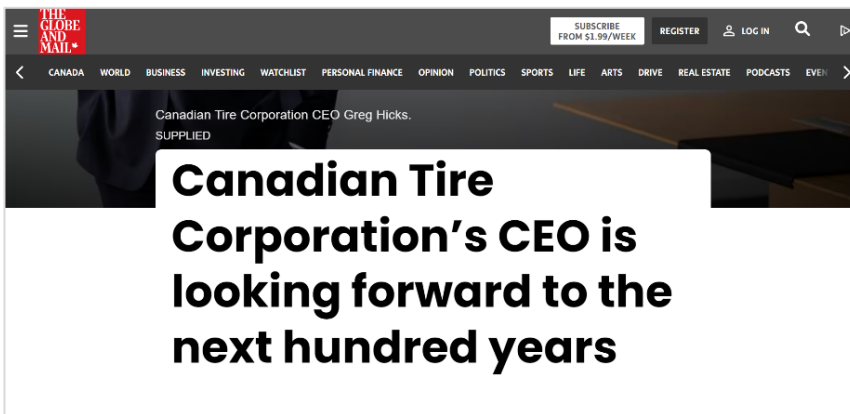 THE
GLOBE
AND
MAIL
SUBSCRIBE
FROM $1.99/WEEK
REGISTER
LOG IN
CANADA WORLD BUSINESS INVESTING WATCHLIST PERSONAL FINANCE OPINION POLITICS SPORTS LIFE ARTS DRIVE REAL ESTATE PODCASTS EVEN
Canadian Tire Corporation CEO Greg Hicks.
SUPPLIED
Canadian Tire
Corporation’s CEO is
looking forward to the
next hundred years